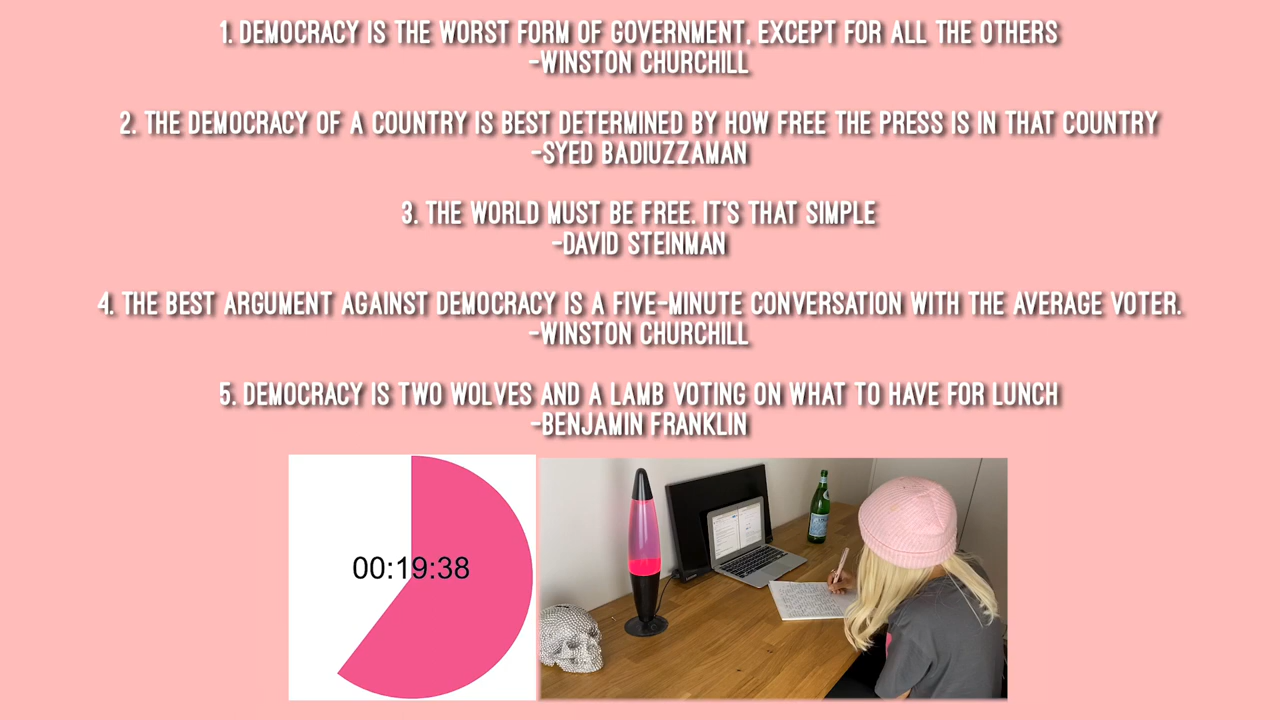 1. DEMOCRACY IS THE WORST FORM OF GOVERNMENT, EXCEPT FOR ALL THE OTHERS
-WINSTON CHURCHILL
2. THE DEMOCRACY OF A COUNTRY IS BEST DETERMINED BY HOW FREE THE PRESS IS IN THAT COUNTRY
-SYED BADIUZZAMAN
3. THE WORLD MUST BE FREE. IT'S THAT SIMPLE
-DAVID STEINMAN
4. THE BEST ARGUMENT AGAINST DEMOCRACY IS A FIVE-MINUTE CONVERSATION WITH THE AVERAGE VOTER.
-WINSTON CHURCHILL
5. DEMOCRACY IS TWO WOLVES AND A LAMB VOTING ON WHAT TO HAVE FOR LUNCH
-BENJAMIN FRANKLIN
00:19:38